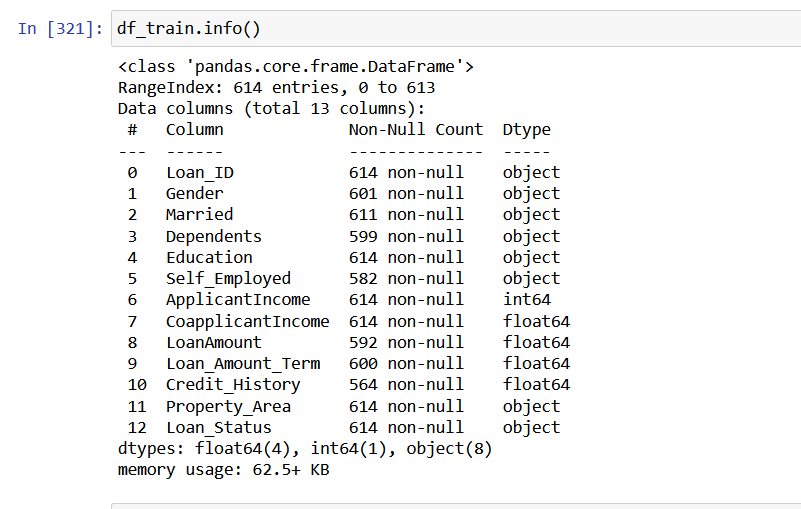 In [321]: df_train.info()
<class 'pandas.core.frame.DataFrame'>
RangeIndex: 614 entries, 0 to 613
Data columns (total 13 columns):
 #   Column             Non-Null Count  Dtype
---  ------             --------------  -----
 0   Loan_ID            614 non-null    object
 1   Gender             601 non-null    object
 2   Married            611 non-null    object
 3   Dependents         599 non-null    object
 4   Education          614 non-null    object
 5   Self_Employed      582 non-null    object
 6   ApplicantIncome    614 non-null    int64
 7   CoapplicantIncome  614 non-null    float64
 8   LoanAmount         592 non-null    float64
 9   Loan_Amount_Term   600 non-null    float64
 10  Credit_History     564 non-null    float64
 11  Property_Area      614 non-null    object
 12  Loan_Status        614 non-null    object
dtypes: float64(4), int64(1), object(8)
memory usage: 62.5+ KB